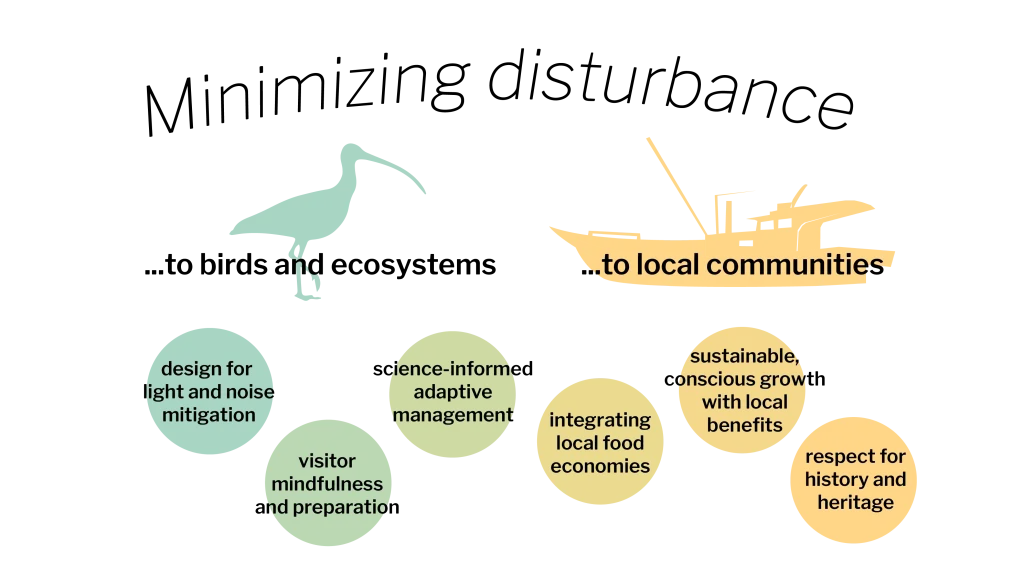 Minimizing disturbance
...to birds and ecosystems
...to local communities
design for
light and noise
mitigation
visitor
mindfulness
and preparation
science-informed
adaptive
management
integrating
local food
economies
sustainable,
conscious growth
with local
benefits
respect for
history and
heritage